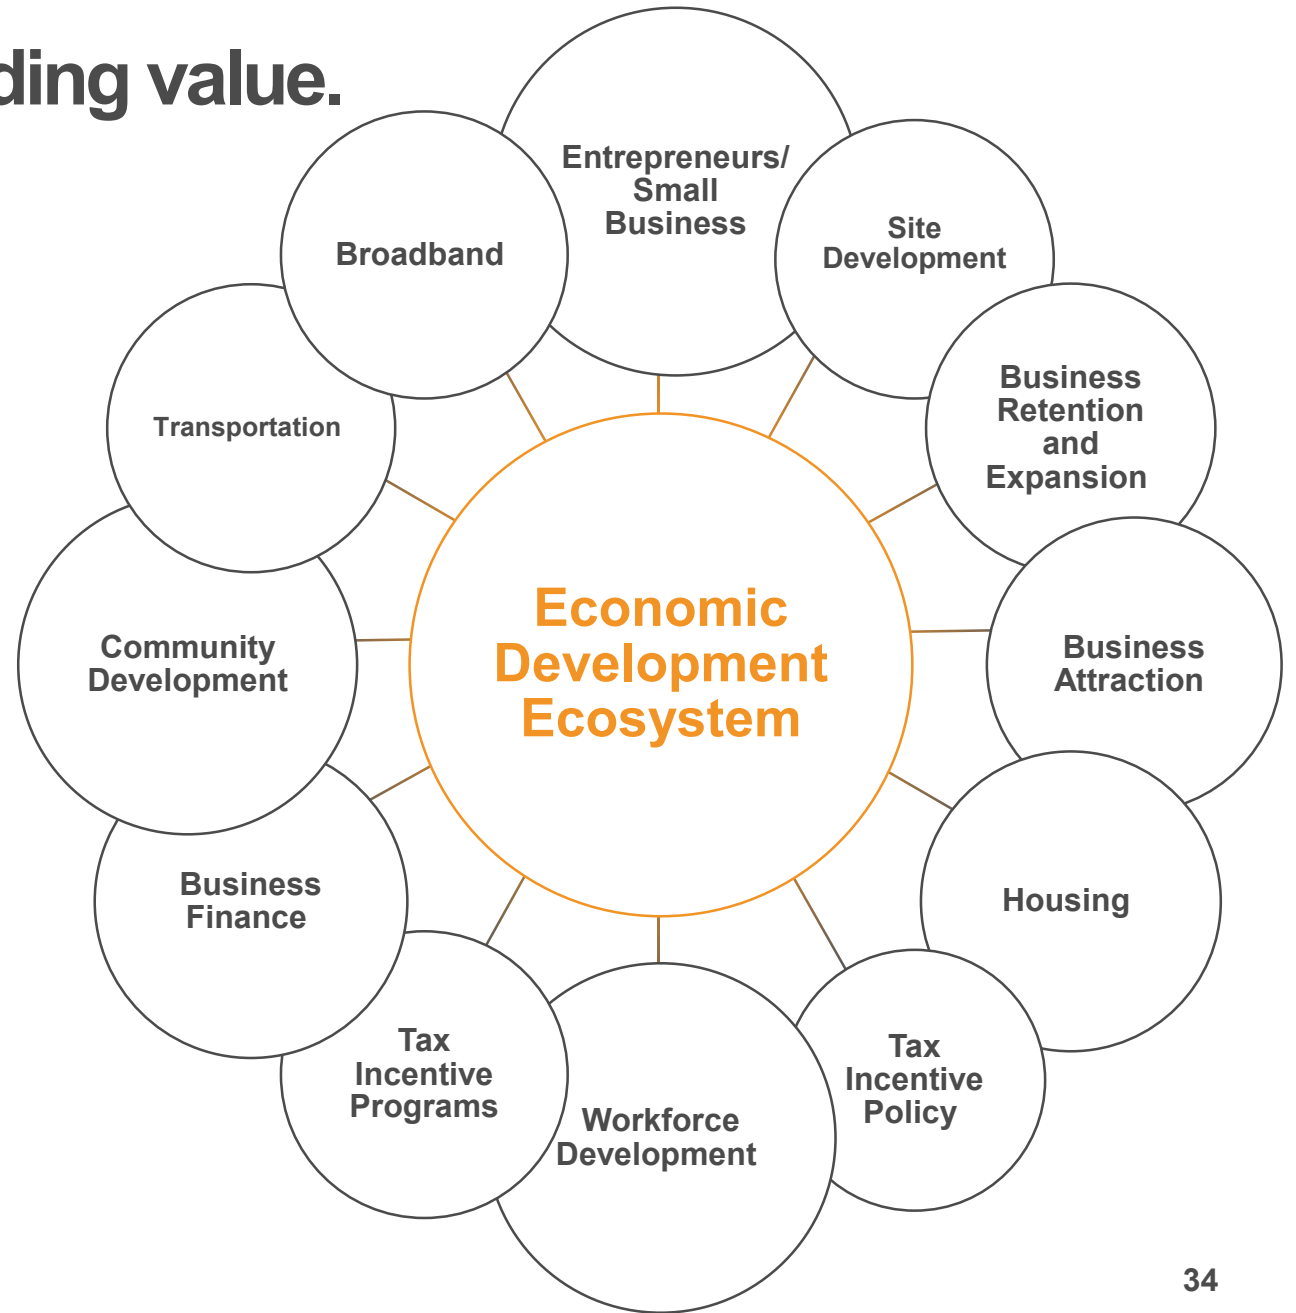 ding value.
Entrepreneurs/
Small
Business
Site
Development
Business
Retention
and
Expansion
Business
Attraction
Housing
Tax
Incentive
Policy
Workforce
Development
Tax
Incentive
Programs
Business
Finance
Community
Development
Transportation
Broadband
Economic
Development
Ecosystem
34